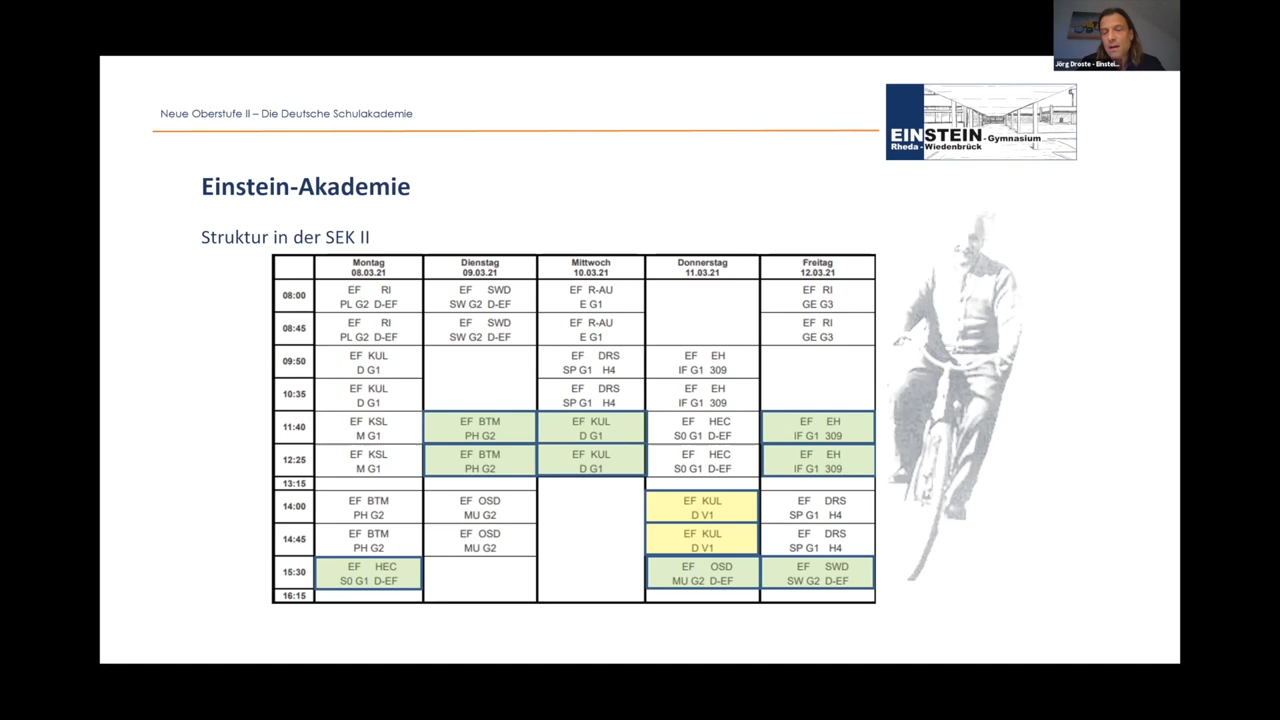 Jörg Droste - Einstei...
Neue Oberstufe II – Die Deutsche Schulakademie
EINSTEIN - Gymnasium
Rheda - Wiedenbrück
Einstein-Akademie
Struktur in der SEK II
Montag Dienstag Mittwoch Donnerstag Freitag
08.03.21 09.03.21 10.03.21 11.03.21 12.03.21
08:00
EF RI EF SWD EF R-AU EF RI
PL G2 D-EF SW G2 D-EF E G1 GE G3
08:45
EF RI EF SWD EF R-AU EF RI
PL G2 D-EF SW G2 D-EF E G1 GE G3
09:50
EF KUL EF DRS EF EH
D G1 SP G1 H4 IF G1 309
10:35
EF KUL EF DRS EF EH
D G1 SP G1 H4 IF G1 309
11:40
EF KSL EF BTM EF KUL EF HEC EF EH
M G1 PH G2 D G1 S0 G1 D-EF IF G1 309
12:25
EF KSL EF BTM EF KUL EF HEC EF EH
M G1 PH G2 D G1 S0 G1 D-EF IF G1 309
13:15
14:00
EF BTM EF OSD EF KUL EF DRS
PH G2 MU G2 D V1 SP G1 H4
14:45
EF BTM EF OSD EF KUL EF DRS
PH G2 MU G2 D V1 SP G1 H4
15:30
EF HEC EF OSD EF SWD
S0 G1 D-EF MU G2 D-EF SW G2 D-EF
16:15